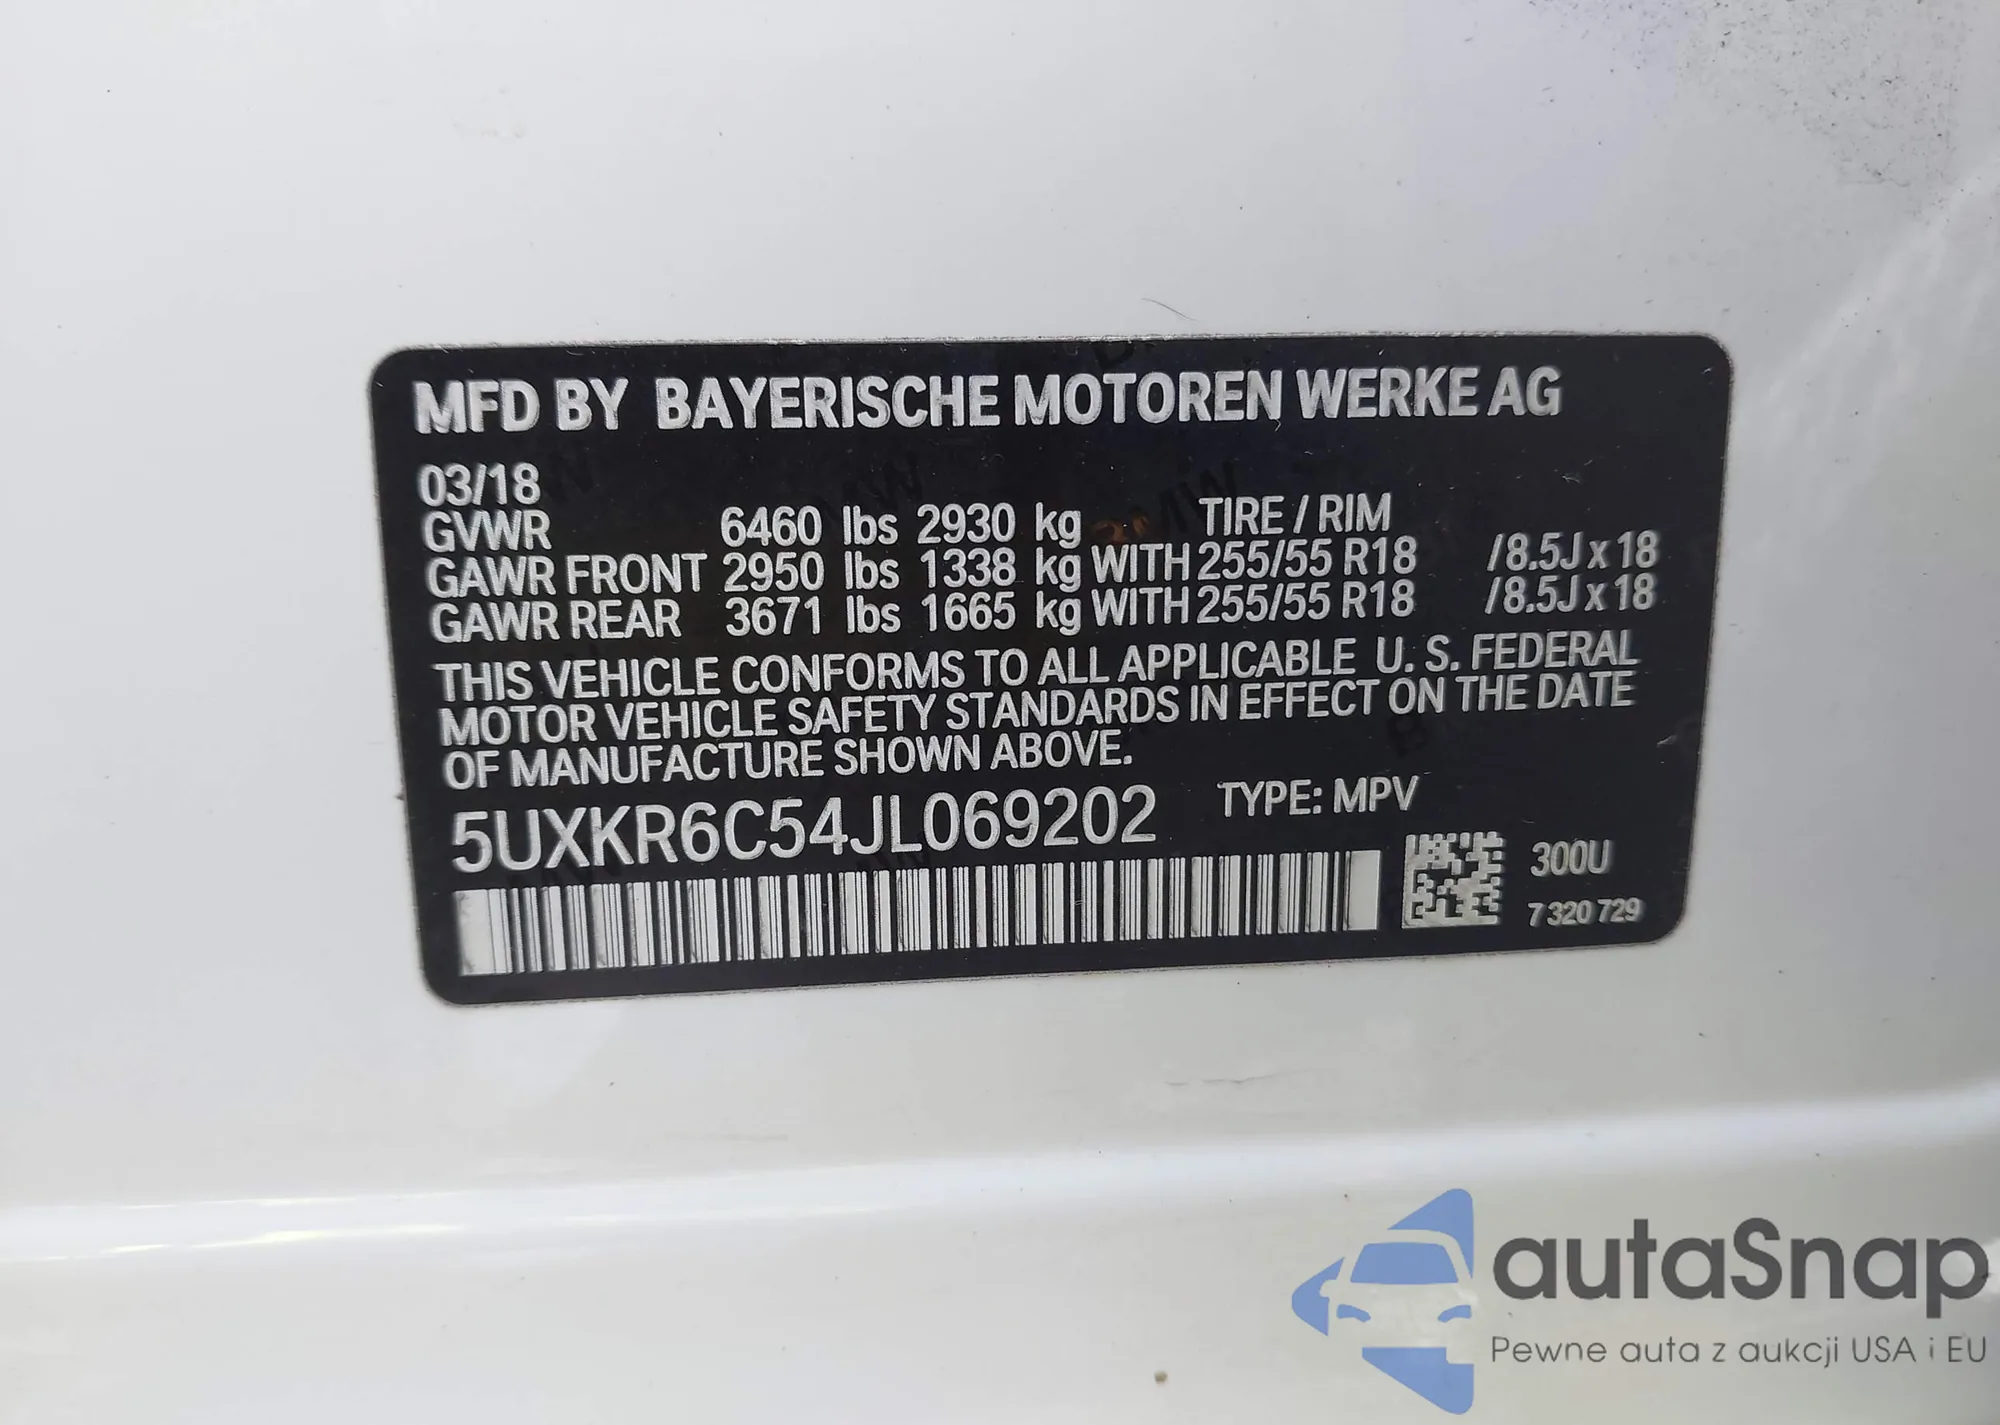 MFD BY BAYERISCHE MOTOREN WERKE AG
03/18
GVWR 6460 lbs 2930 kg TIRE / RIM
GAWR FRONT 2950 lbs 1338 kg WITH 255/55 R18 /8.5J x 18
GAWR REAR 3671 lbs 1665 kg WITH 255/55 R18 /8.5J x 18
THIS VEHICLE CONFORMS TO ALL APPLICABLE U. S. FEDERAL
MOTOR VEHICLE SAFETY STANDARDS IN EFFECT ON THE DATE
OF MANUFACTURE SHOWN ABOVE.
5UXKR6C54JL069202 TYPE: MPV
300U
7 320 729
autaSnap
Pewne auta z aukcji USA i EU